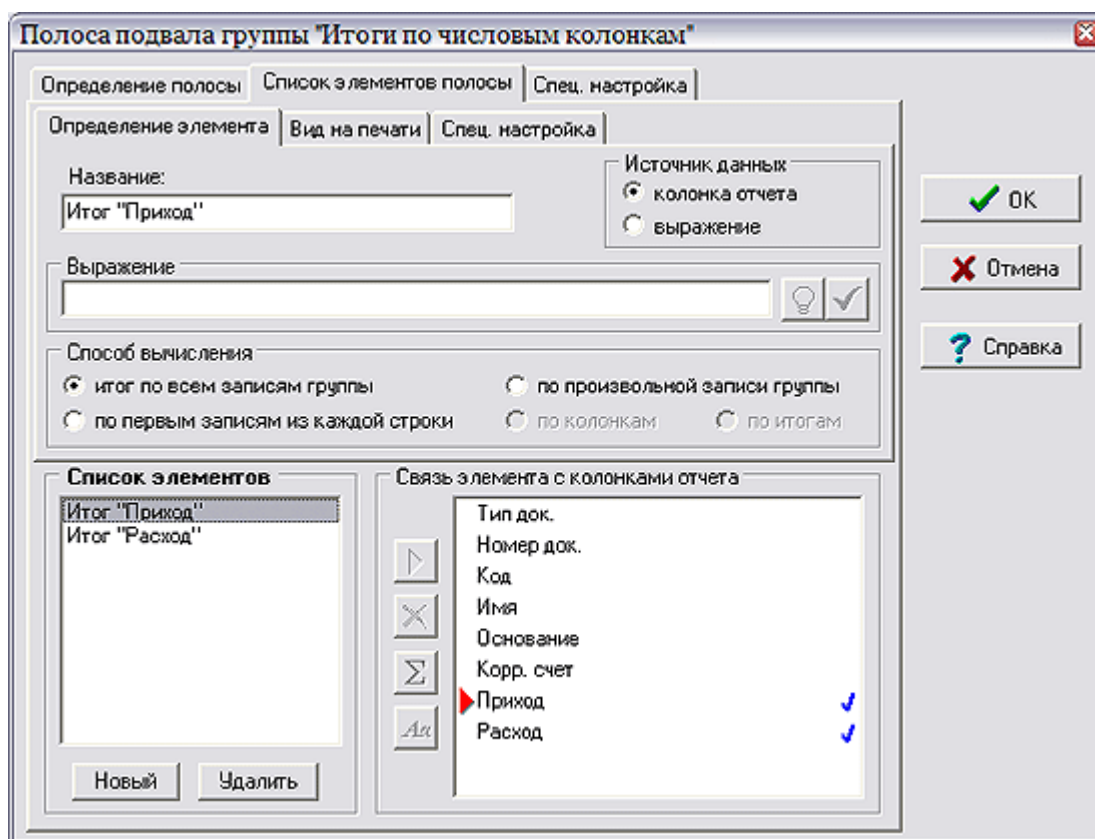 Полоса подвала группы "Итоги по числовым колонкам"
Определение полосы Список элементов полосы Спец. настройка
Определение элемента Вид на печати Спец. настройка
Название:
Итог "Приход"
Источник данных
колонка отчета
выражение
Выражение
Способ вычисления
итог по всем записям группы по произвольной записи группы
по первым записям из каждой строки по колонкам по итогам
Список элементов
Итог "Приход"
Итог "Расход"
Новый Удалить
Связь элемента с колонками отчета
Тип док.
Номер док.
Код
Имя
Основание
Корр. счет
Приход
Расход
Σ
Aa
OK
Отмена
Справка